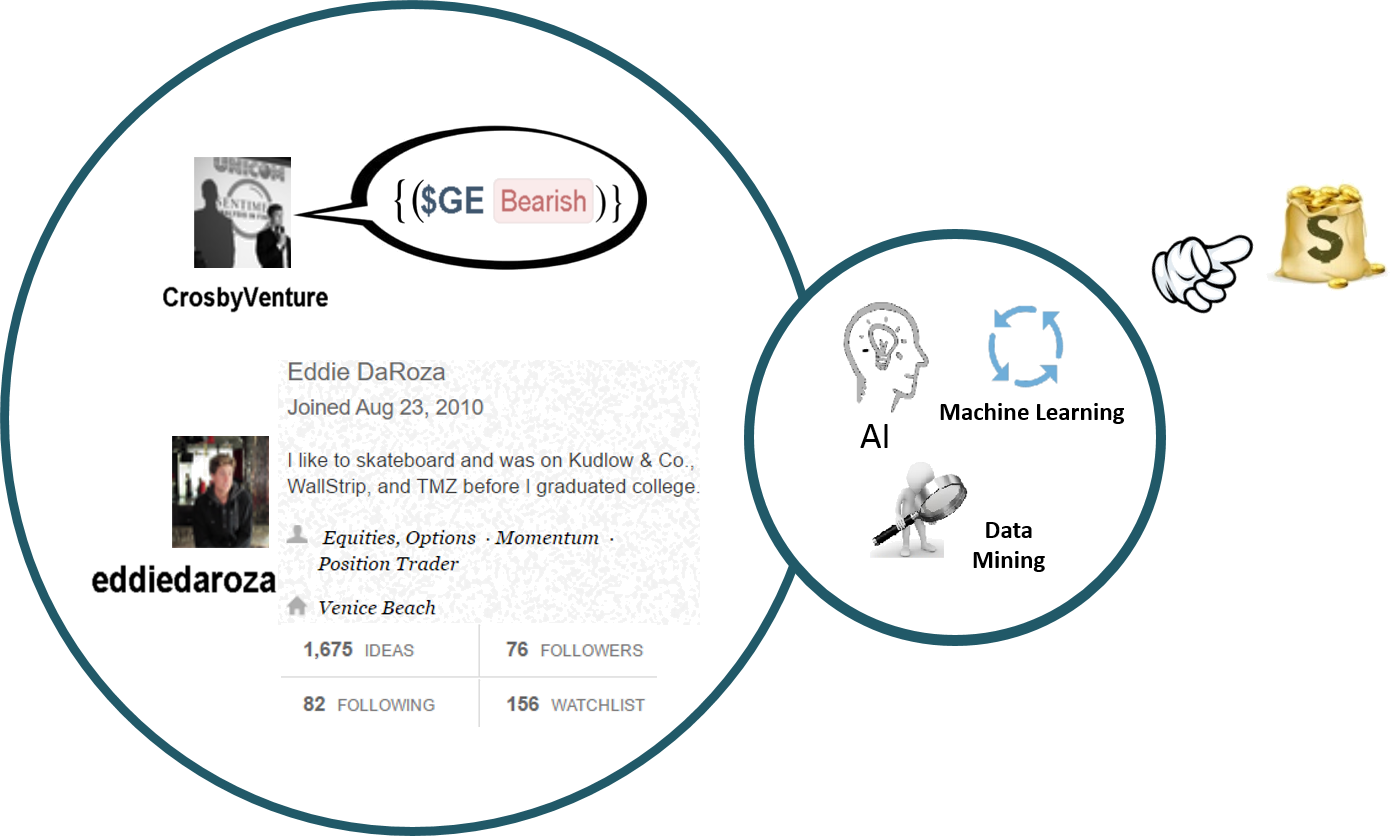 UNICOM
SENTIME
{($GE Bearish)}
CrosbyVenture
Eddie DaRoza
Joined Aug 23, 2010
I like to skateboard and was on Kudlow & Co.,
WallStrip, and TMZ before I graduated college.
eddiedaroza
Equities, Options · Momentum ·
Position Trader
Venice Beach
1,675 IDEAS 76 FOLLOWERS
82 FOLLOWING 156 WATCHLIST
AI
Machine Learning
Data
Mining
$